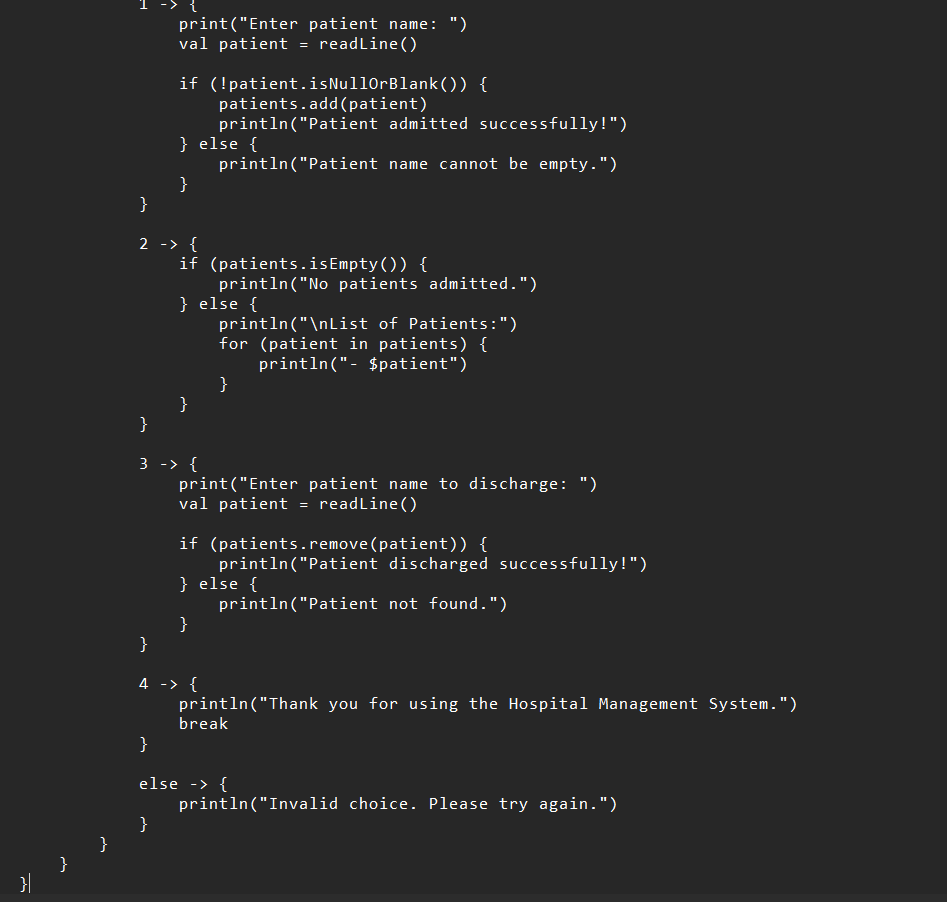 1 -> {
print("Enter patient name: ")
val patient = readLine()
if (!patient.isNullOrBlank()) {
patients.add(patient)
println("Patient admitted successfully!")
} else {
println("Patient name cannot be empty.")
}
}
2 -> {
if (patients.isEmpty()) {
println("No patients admitted.")
} else {
println("\nList of Patients:")
for (patient in patients) {
println("- $patient")
}
}
}
3 -> {
print("Enter patient name to discharge: ")
val patient = readLine()
if (patients.remove(patient)) {
println("Patient discharged successfully!")
} else {
println("Patient not found.")
}
}
4 -> {
println("Thank you for using the Hospital Management System.")
break
}
else -> {
println("Invalid choice. Please try again.")
}
}
}
}